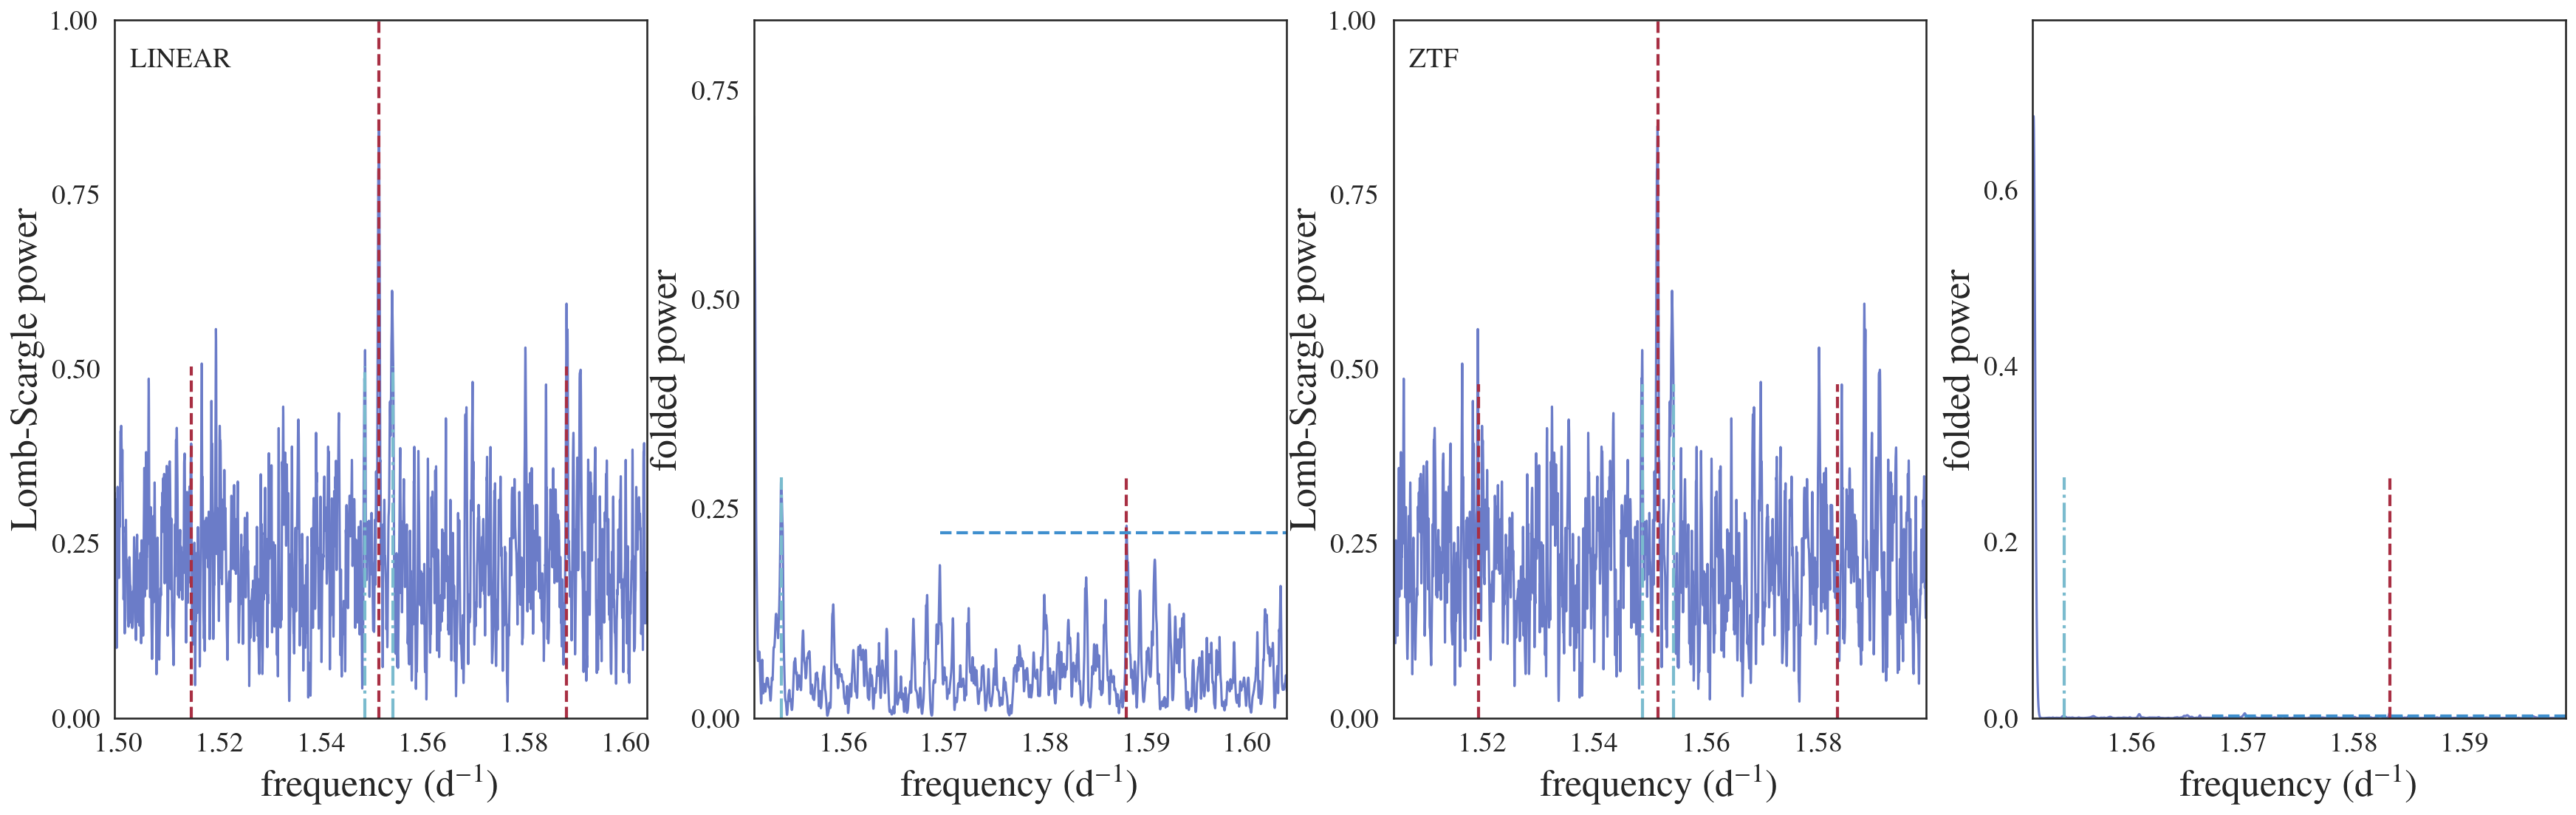 LINEAR
Lomb-Scargle power
1.00
0.75
0.50
0.25
0.00
1.50 1.52 1.54 1.56 1.58 1.60
frequency (d⁻¹)
folded power
0.75
0.50
0.25
0.00
1.56 1.57 1.58 1.59 1.60
frequency (d⁻¹)
ZTF
Lomb-Scargle power
1.00
0.75
0.50
0.25
0.00
1.52 1.54 1.56 1.58
frequency (d⁻¹)
folded power
0.6
0.4
0.2
0.0
1.56 1.57 1.58 1.59
frequency (d⁻¹)